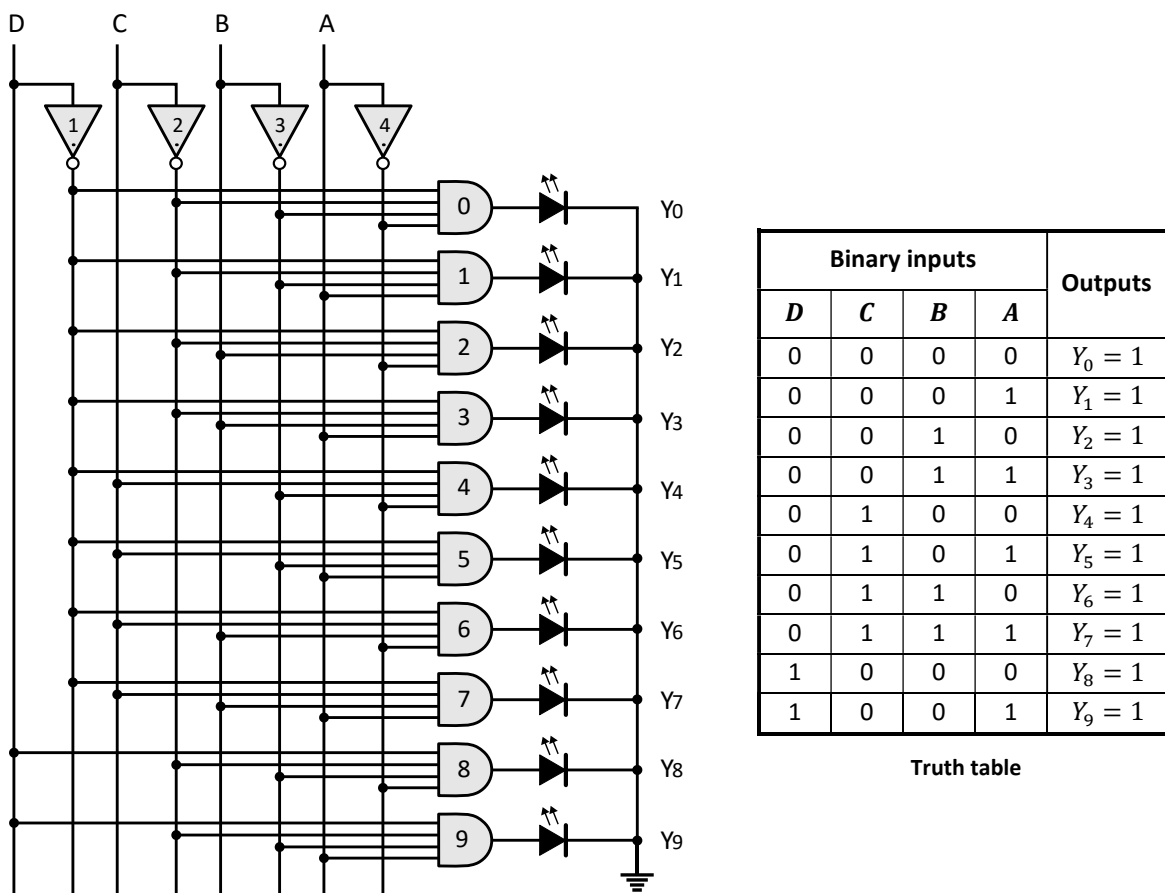 D C B A
1 2 3 4
0 Y0
1 Y1
2 Y2
3 Y3
4 Y4
5 Y5
6 Y6
7 Y7
8 Y8
9 Y9
Binary inputs Outputs
D C B A
0 0 0 0 Y₀ = 1
0 0 0 1 Y₁ = 1
0 0 1 0 Y₂ = 1
0 0 1 1 Y₃ = 1
0 1 0 0 Y₄ = 1
0 1 0 1 Y₅ = 1
0 1 1 0 Y₆ = 1
0 1 1 1 Y₇ = 1
1 0 0 0 Y₈ = 1
1 0 0 1 Y₉ = 1
Truth table